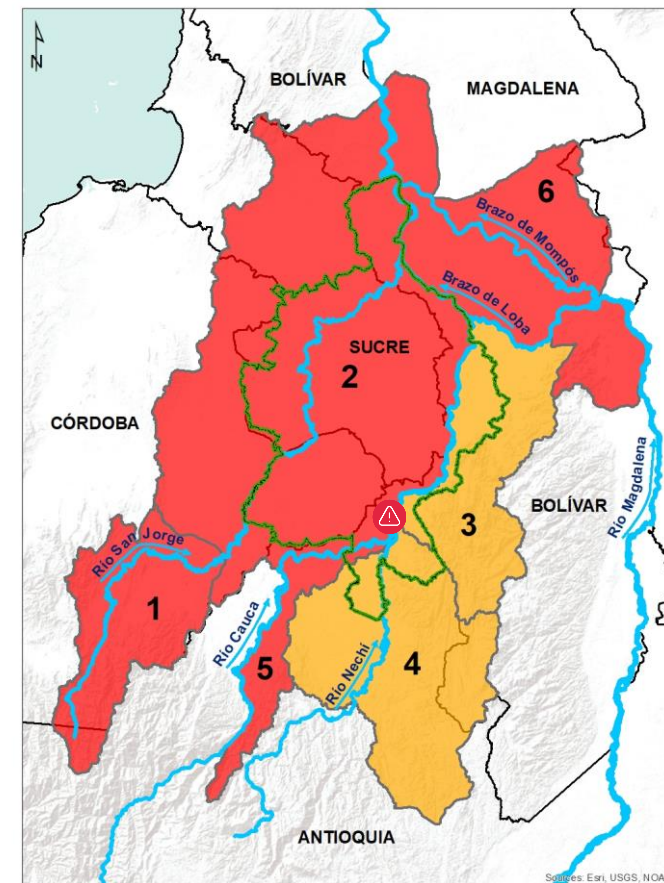 N
BOLÍVAR
MAGDALENA
6
Brazo de Mompós
Brazo de Loba
SUCRE
2
CÓRDOBA
Río Magdalena
BOLÍVAR
3
Río San Jorge
1
Río Cauca
5
Río Nechí
4
ANTIOQUIA
Sources: Esri, USGS, NOA